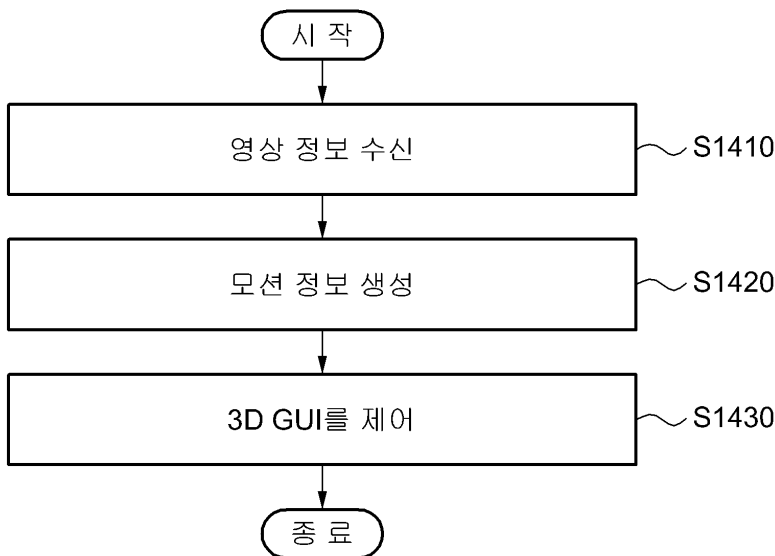 시 작
영상 정보 수신
S1410
모션 정보 생성
S1420
3D GUI를 제어
S1430
종 료